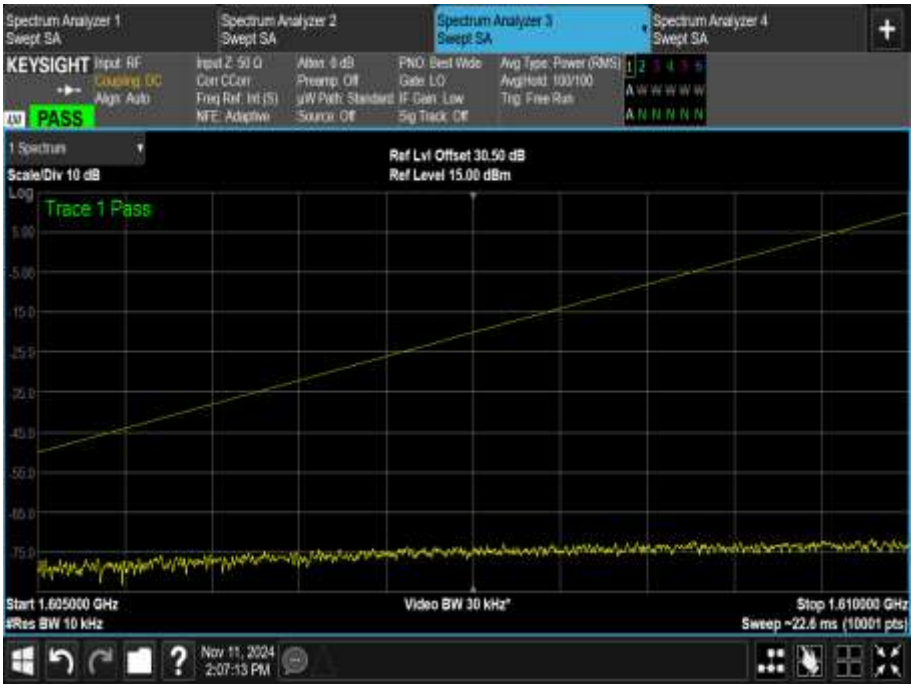 Spectrum Analyzer 1
Swept SA
Spectrum Analyzer 2
Swept SA
Spectrum Analyzer 3
Swept SA
Spectrum Analyzer 4
Swept SA
+
KEYSIGHT
Input: RF
Coupling: DC
Align: Auto
Input Z: 50 Ω
Corr CCorr
Freq Ref: Int (S)
NFE: Adaptive
Atten: 6 dB
Preamp: Off
µW Path: Standard
Source: Off
PNO: Best Wide
Gate: LO
IF Gain: Low
Sig Track: Off
Avg Type: Power (RMS)
Avg|Hold: 100/100
Trig: Free Run
1 2 3 4 5 6
A W W W W W
A N N N N N
LXI
PASS
1 Spectrum
Scale/Div 10 dB
Ref Lvl Offset 30.50 dB
Ref Level 15.00 dBm
Log
Trace 1 Pass
5.00
-5.00
-15.0
-25.0
-35.0
-45.0
-55.0
-65.0
-75.0
Start 1.605000 GHz
#Res BW 10 kHz
Video BW 30 kHz*
Stop 1.610000 GHz
Sweep ~22.6 ms (10001 pts)
?
Nov 11, 2024
2:07:13 PM